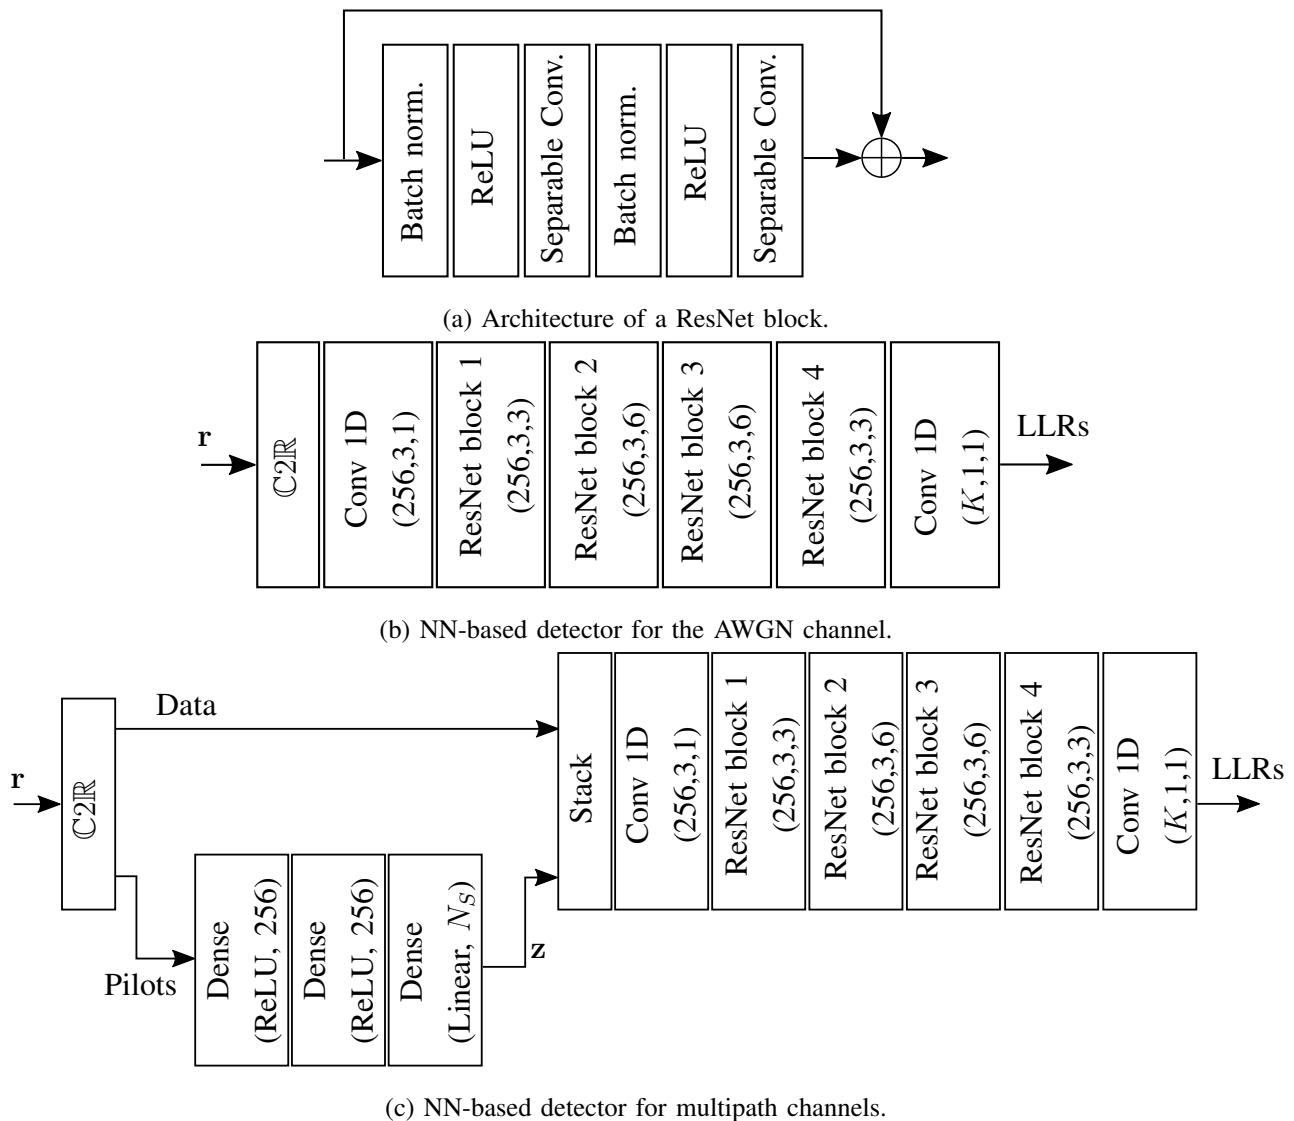 Batch norm.
ReLU
Separable Conv.
Batch norm.
ReLU
Separable Conv.
(a) Architecture of a ResNet block.
r
ℂ2ℝ
Conv 1D
(256,3,1)
ResNet block 1
(256,3,3)
ResNet block 2
(256,3,6)
ResNet block 3
(256,3,6)
ResNet block 4
(256,3,3)
Conv 1D
(K,1,1)
LLRs
(b) NN-based detector for the AWGN channel.
r
ℂ2ℝ
Data
Pilots
Dense
(ReLU, 256)
Dense
(ReLU, 256)
Dense
(Linear, N_S)
z
Stack
Conv 1D
(256,3,1)
ResNet block 1
(256,3,3)
ResNet block 2
(256,3,6)
ResNet block 3
(256,3,6)
ResNet block 4
(256,3,3)
Conv 1D
(K,1,1)
LLRs
(c) NN-based detector for multipath channels.